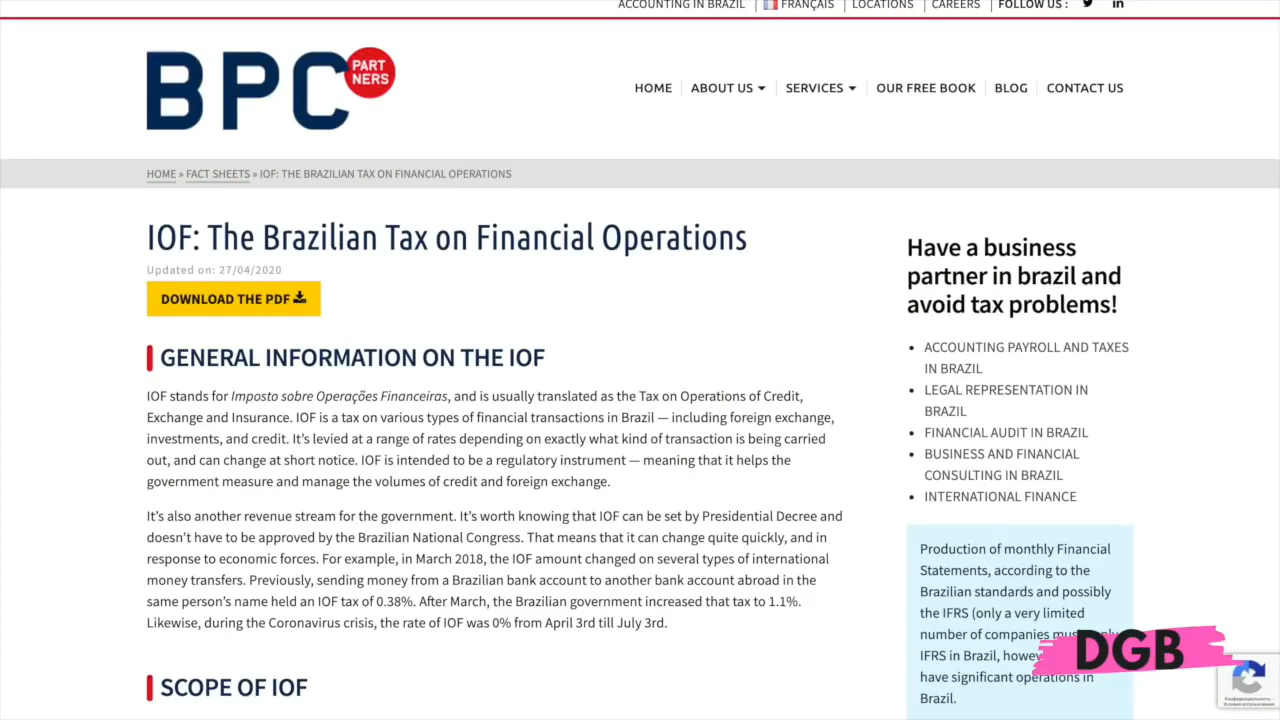 ACCOUNTING IN BRAZIL FRANÇAIS LOCATIONS CAREERS FOLLOW US : in
BPC PARTNERS
HOME ABOUT US SERVICES OUR FREE BOOK BLOG CONTACT US
HOME » FACT SHEETS » IOF: THE BRAZILIAN TAX ON FINANCIAL OPERATIONS
IOF: The Brazilian Tax on Financial Operations
Updated on: 27/04/2020
DOWNLOAD THE PDF
GENERAL INFORMATION ON THE IOF
IOF stands for Imposto sobre Operações Financeiras, and is usually translated as the Tax on Operations of Credit,
Exchange and Insurance. IOF is a tax on various types of financial transactions in Brazil — including foreign exchange,
investments, and credit. It's levied at a range of rates depending on exactly what kind of transaction is being carried
out, and can change at short notice. IOF is intended to be a regulatory instrument — meaning that it helps the
government measure and manage the volumes of credit and foreign exchange.
It's also another revenue stream for the government. It's worth knowing that IOF can be set by Presidential Decree and
doesn't have to be approved by the Brazilian National Congress. That means that it can change quite quickly, and in
response to economic forces. For example, in March 2018, the IOF amount changed on several types of international
money transfers. Previously, sending money from a Brazilian bank account to another bank account abroad in the
same person's name held an IOF tax of 0.38%. After March, the Brazilian government increased that tax to 1.1%.
Likewise, during the Coronavirus crisis, the rate of IOF was 0% from April 3rd till July 3rd.
SCOPE OF IOF
Have a business
partner in brazil and
avoid tax problems!
ACCOUNTING PAYROLL AND TAXES
IN BRAZIL
LEGAL REPRESENTATION IN
BRAZIL
FINANCIAL AUDIT IN BRAZIL
BUSINESS AND FINANCIAL
CONSULTING IN BRAZIL
INTERNATIONAL FINANCE
Production of monthly Financial
Statements, according to the
Brazilian standards and possibly
the IFRS (only a very limited
number of companies
IFRS in Brazil,
have significant operations in
Brazil.
DGB
Конфиденциальность -
Условия использования